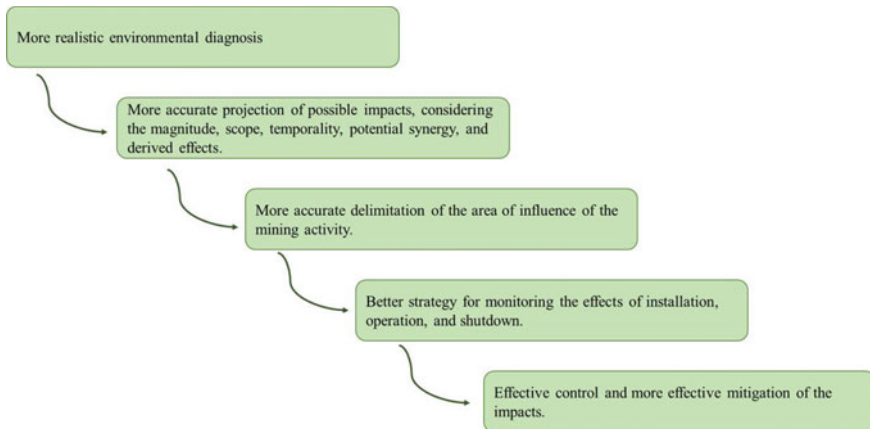 More realistic environmental diagnosis
More accurate projection of possible impacts, considering
the magnitude, scope, temporality, potential synergy, and
derived effects.
More accurate delimitation of the area of influence of the
mining activity.
Better strategy for monitoring the effects of installation,
operation, and shutdown.
Effective control and more effective mitigation of the
impacts.